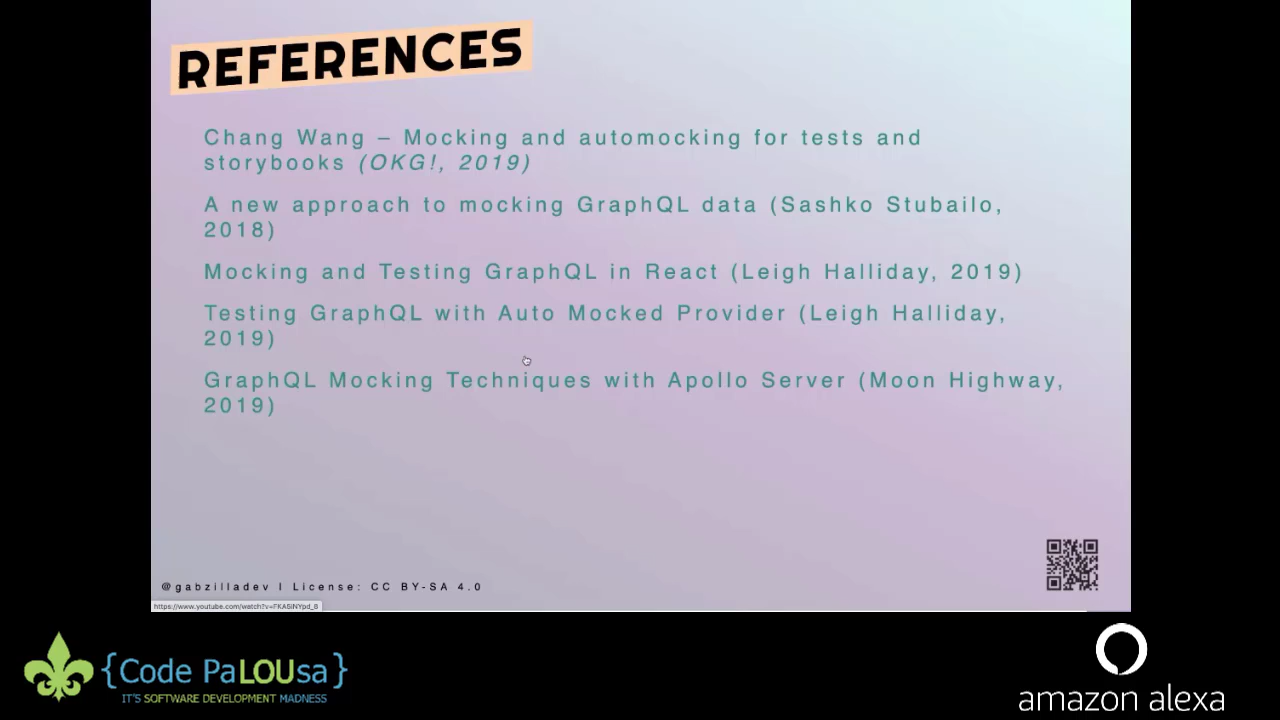 REFERENCES
Chang Wang – Mocking and automocking for tests and
storybooks (OKG!, 2019)
A new approach to mocking GraphQL data (Sashko Stubailo,
2018)
Mocking and Testing GraphQL in React (Leigh Halliday, 2019)
Testing GraphQL with Auto Mocked Provider (Leigh Halliday,
2019)
GraphQL Mocking Techniques with Apollo Server (Moon Highway,
2019)
@gabzilladev | License: CC BY-SA 4.0
{Code PaLOUsa}
IT'S SOFTWARE DEVELOPMENT MADNESS
amazon alexa